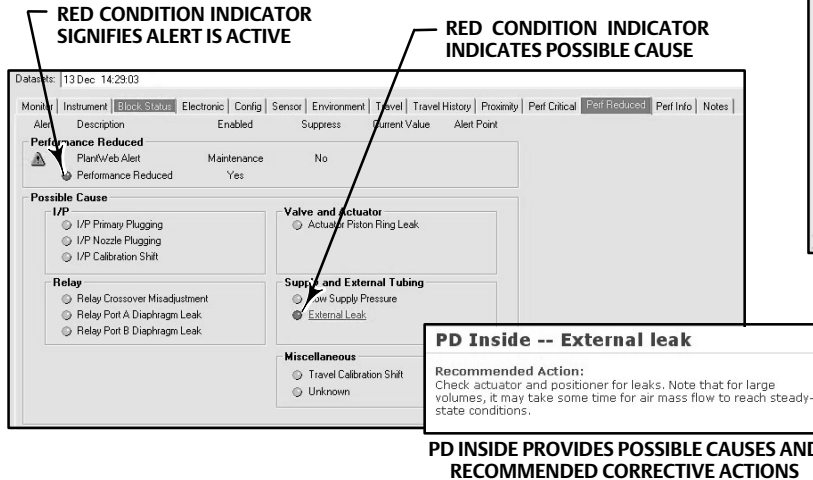 RED CONDITION INDICATOR
SIGNIFIES ALERT IS ACTIVE
RED CONDITION INDICATOR
INDICATES POSSIBLE CAUSE
Datasets: 13 Dec 14:29:03
Monitor Instrument Block Status Electronic Config Sensor Environment Travel Travel History Proximity Perf Critical Perf Reduced Perf Info Notes
Alert Description Enabled Suppress Current Value Alert Point
Performance Reduced
PlantWeb Alert Maintenance No
Performance Reduced Yes
Possible Cause
I/P
I/P Primary Plugging
I/P Nozzle Plugging
I/P Calibration Shift
Valve and Actuator
Actuator Piston Ring Leak
Relay
Relay Crossover Misadjustment
Relay Port A Diaphragm Leak
Relay Port B Diaphragm Leak
Supply and External Tubing
Low Supply Pressure
External Leak
Miscellaneous
Travel Calibration Shift
Unknown
PD Inside -- External leak
Recommended Action:
Check actuator and positioner for leaks. Note that for large
volumes, it may take some time for air mass flow to reach steady-
state conditions.
PD INSIDE PROVIDES POSSIBLE CAUSES AND
RECOMMENDED CORRECTIVE ACTIONS